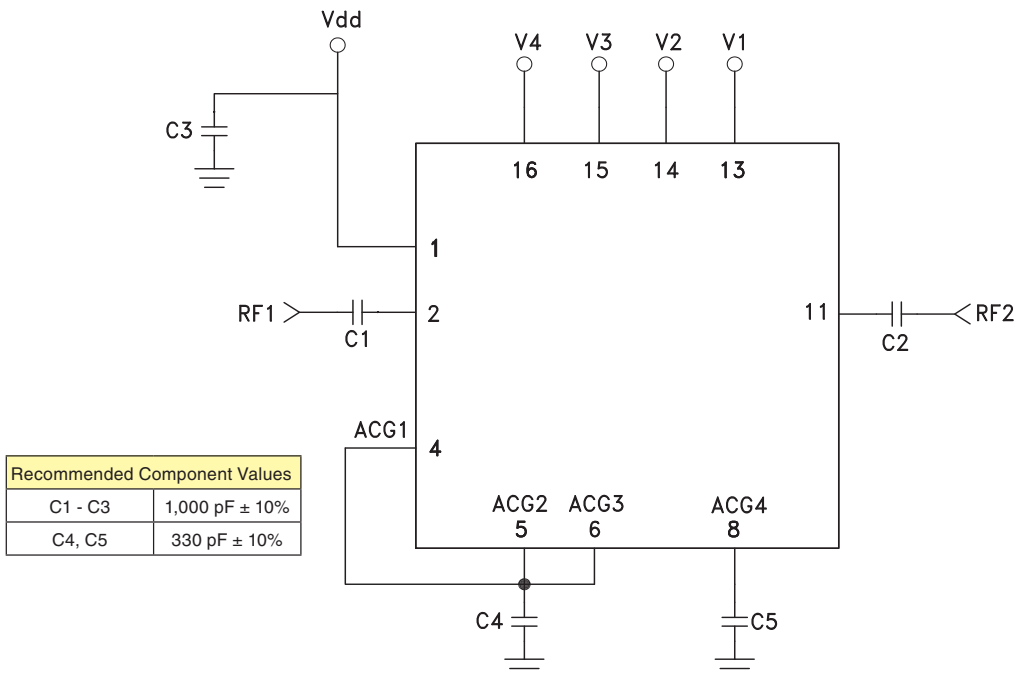 Vdd
V4 V3 V2 V1
C3
16 15 14 13
1
RF1 2 11 RF2
C1 C2
ACG1
4
Recommended Component Values
C1 - C3 1,000 pF ± 10%
C4, C5 330 pF ± 10%
ACG2 ACG3 ACG4
5 6 8
C4 C5